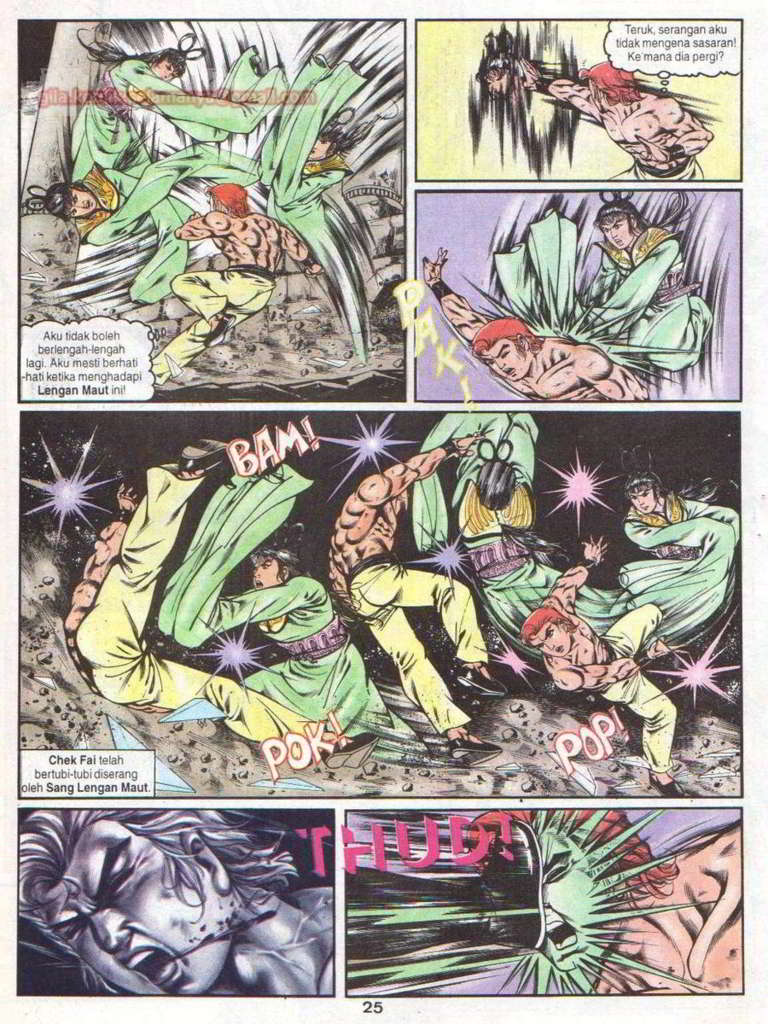 Aku tidak boleh
berlengah-lengah
lagi. Aku mesti berhati
-hati ketika menghadapi
Lengan Maut ini!
Teruk, serangan aku
tidak mengena sasaran!
Ke mana dia pergi?
PAK!
BAM!
POK!
POP!
Chek Fai telah
bertubi-tubi diserang
oleh Sang Lengan Maut.
THUD!
25